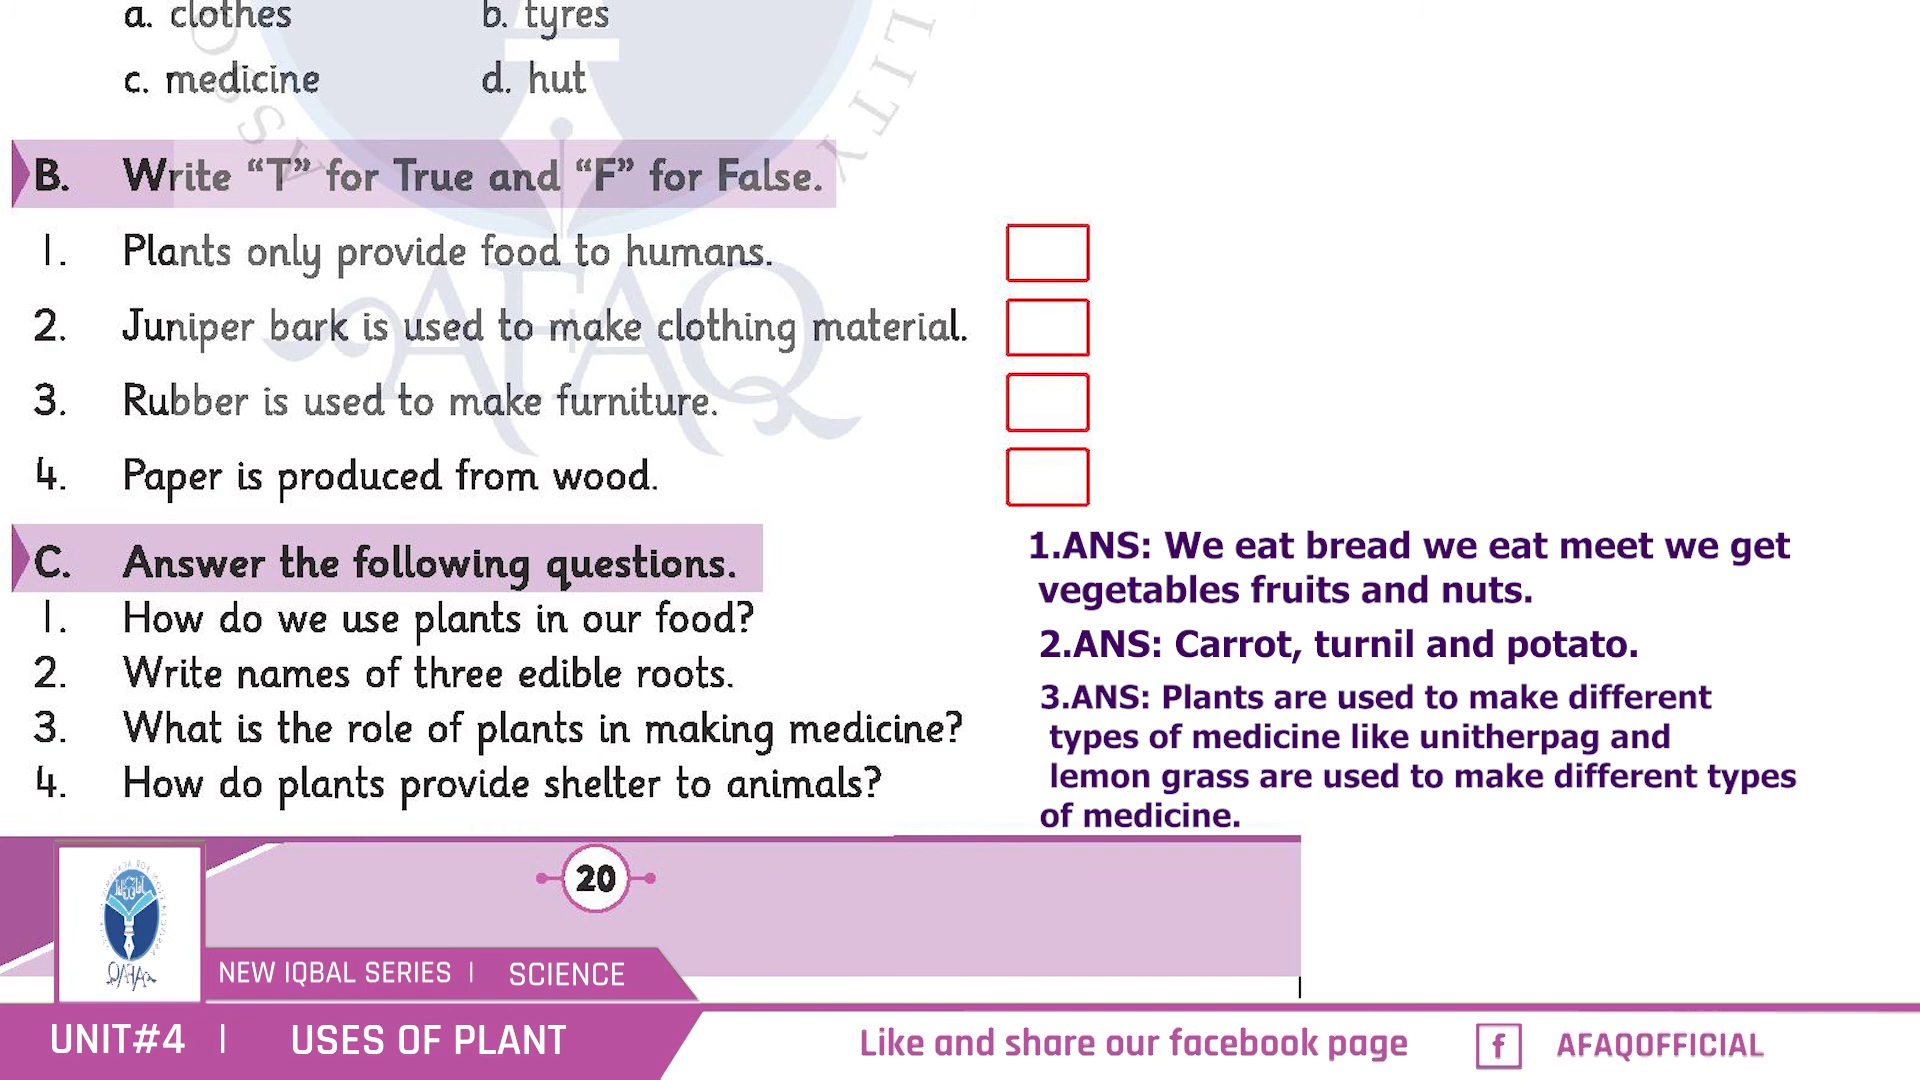 a. clothes b. tyres
c. medicine d. hut
B. Write “T” for True and “F” for False.
1. Plants only provide food to humans.
2. Juniper bark is used to make clothing material.
3. Rubber is used to make furniture.
4. Paper is produced from wood.
C. Answer the following questions.
1. How do we use plants in our food?
2. Write names of three edible roots.
3. What is the role of plants in making medicine?
4. How do plants provide shelter to animals?
1.ANS: We eat bread we eat meet we get
vegetables fruits and nuts.
2.ANS: Carrot, turnil and potato.
3.ANS: Plants are used to make different
types of medicine like unitherpag and
lemon grass are used to make different types
of medicine.
AFAQ
20
NEW IQBAL SERIES | SCIENCE
UNIT#4 | USES OF PLANT
Like and share our facebook page f AFAQOFFICIAL